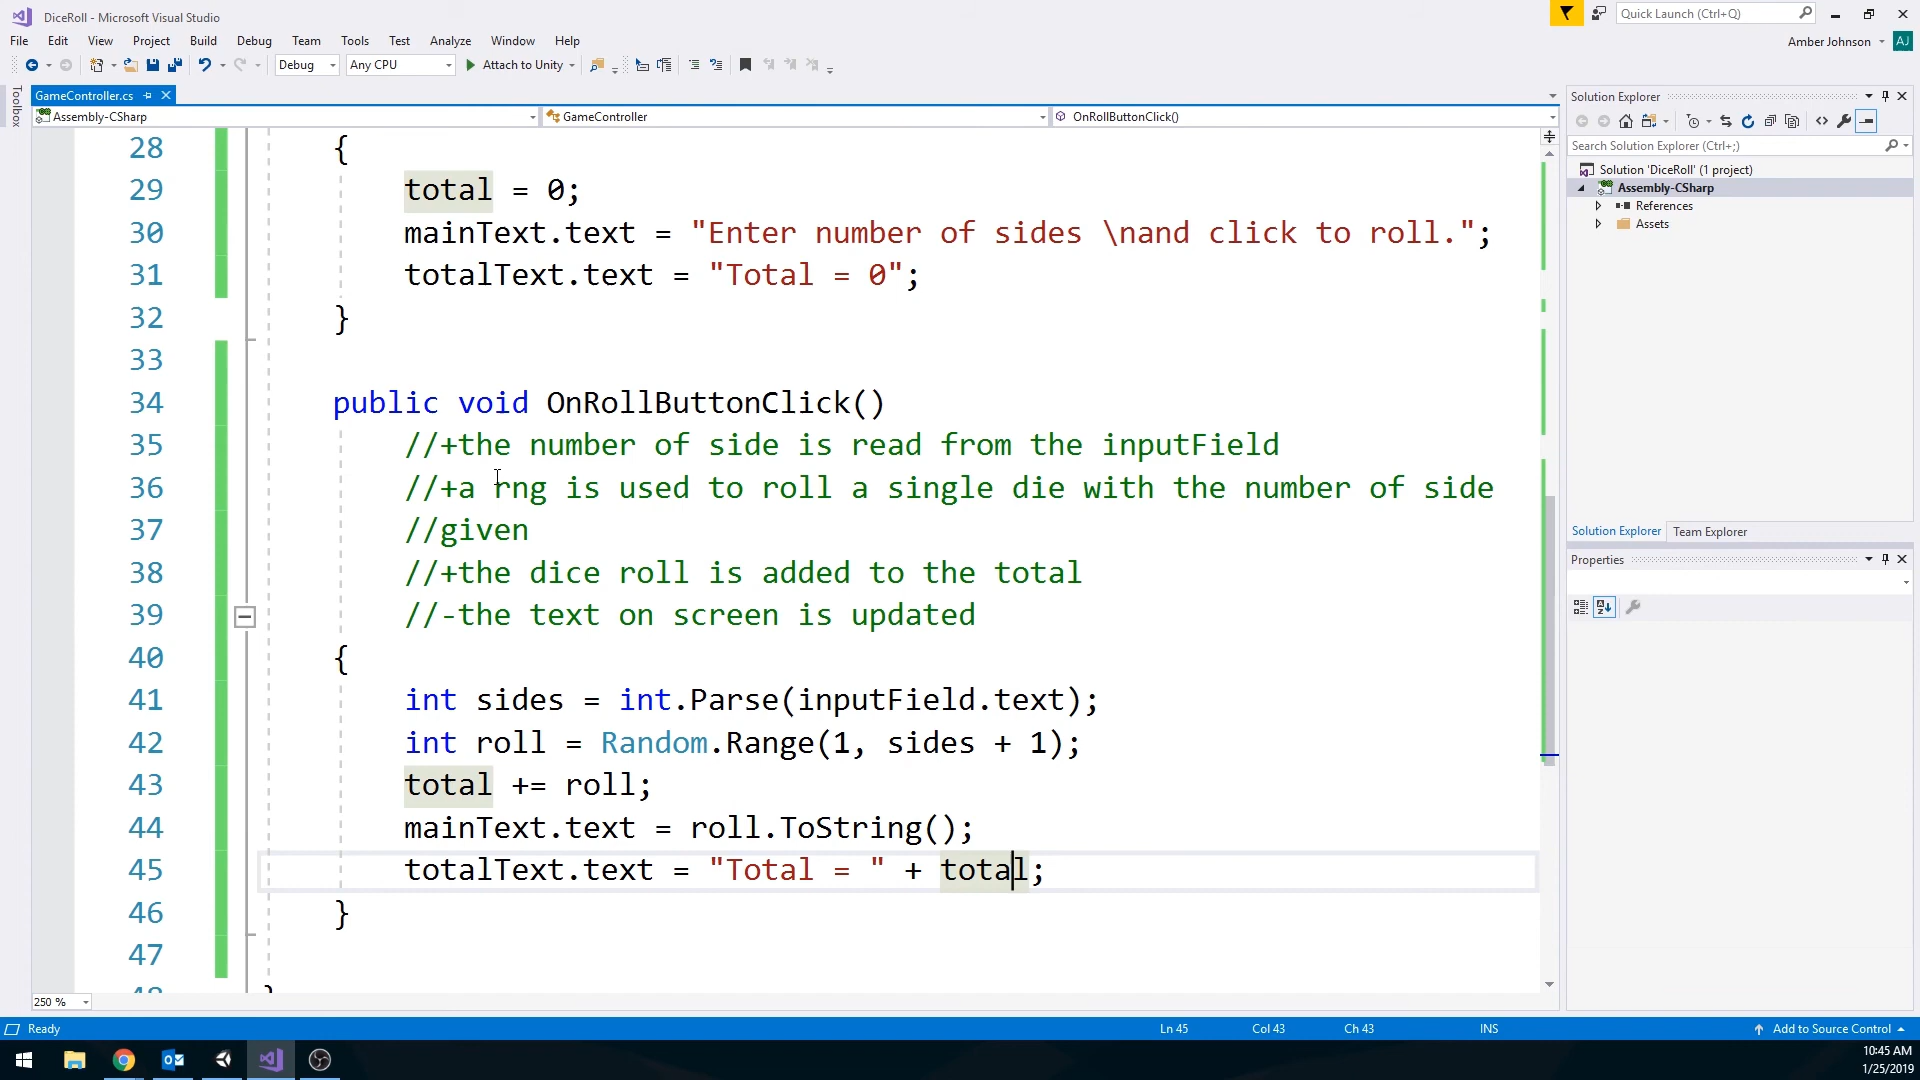 DiceRoll - Microsoft Visual Studio
Quick Launch (Ctrl+Q)
File Edit View Project Build Debug Team Tools Test Analyze Window Help
Amber Johnson AJ
Debug Any CPU Attach to Unity
Toolbox
GameController.cs
Assembly-CSharp GameController OnRollButtonClick()
28 {
29 total = 0;
30 mainText.text = "Enter number of sides \nand click to roll.";
31 totalText.text = "Total = 0";
32 }
33
34 public void OnRollButtonClick()
35 //+the number of side is read from the inputField
36 //+a rng is used to roll a single die with the number of side
37 //given
38 //+the dice roll is added to the total
39 //-the text on screen is updated
40 {
41 int sides = int.Parse(inputField.text);
42 int roll = Random.Range(1, sides + 1);
43 total += roll;
44 mainText.text = roll.ToString();
45 totalText.text = "Total = " + total;
46 }
47
48 }
250 %
Solution Explorer
Search Solution Explorer (Ctrl+;)
Solution 'DiceRoll' (1 project)
Assembly-CSharp
References
Assets
Solution Explorer Team Explorer
Properties
Ready Ln 45 Col 43 Ch 43 INS Add to Source Control
10:45 AM
1/25/2019